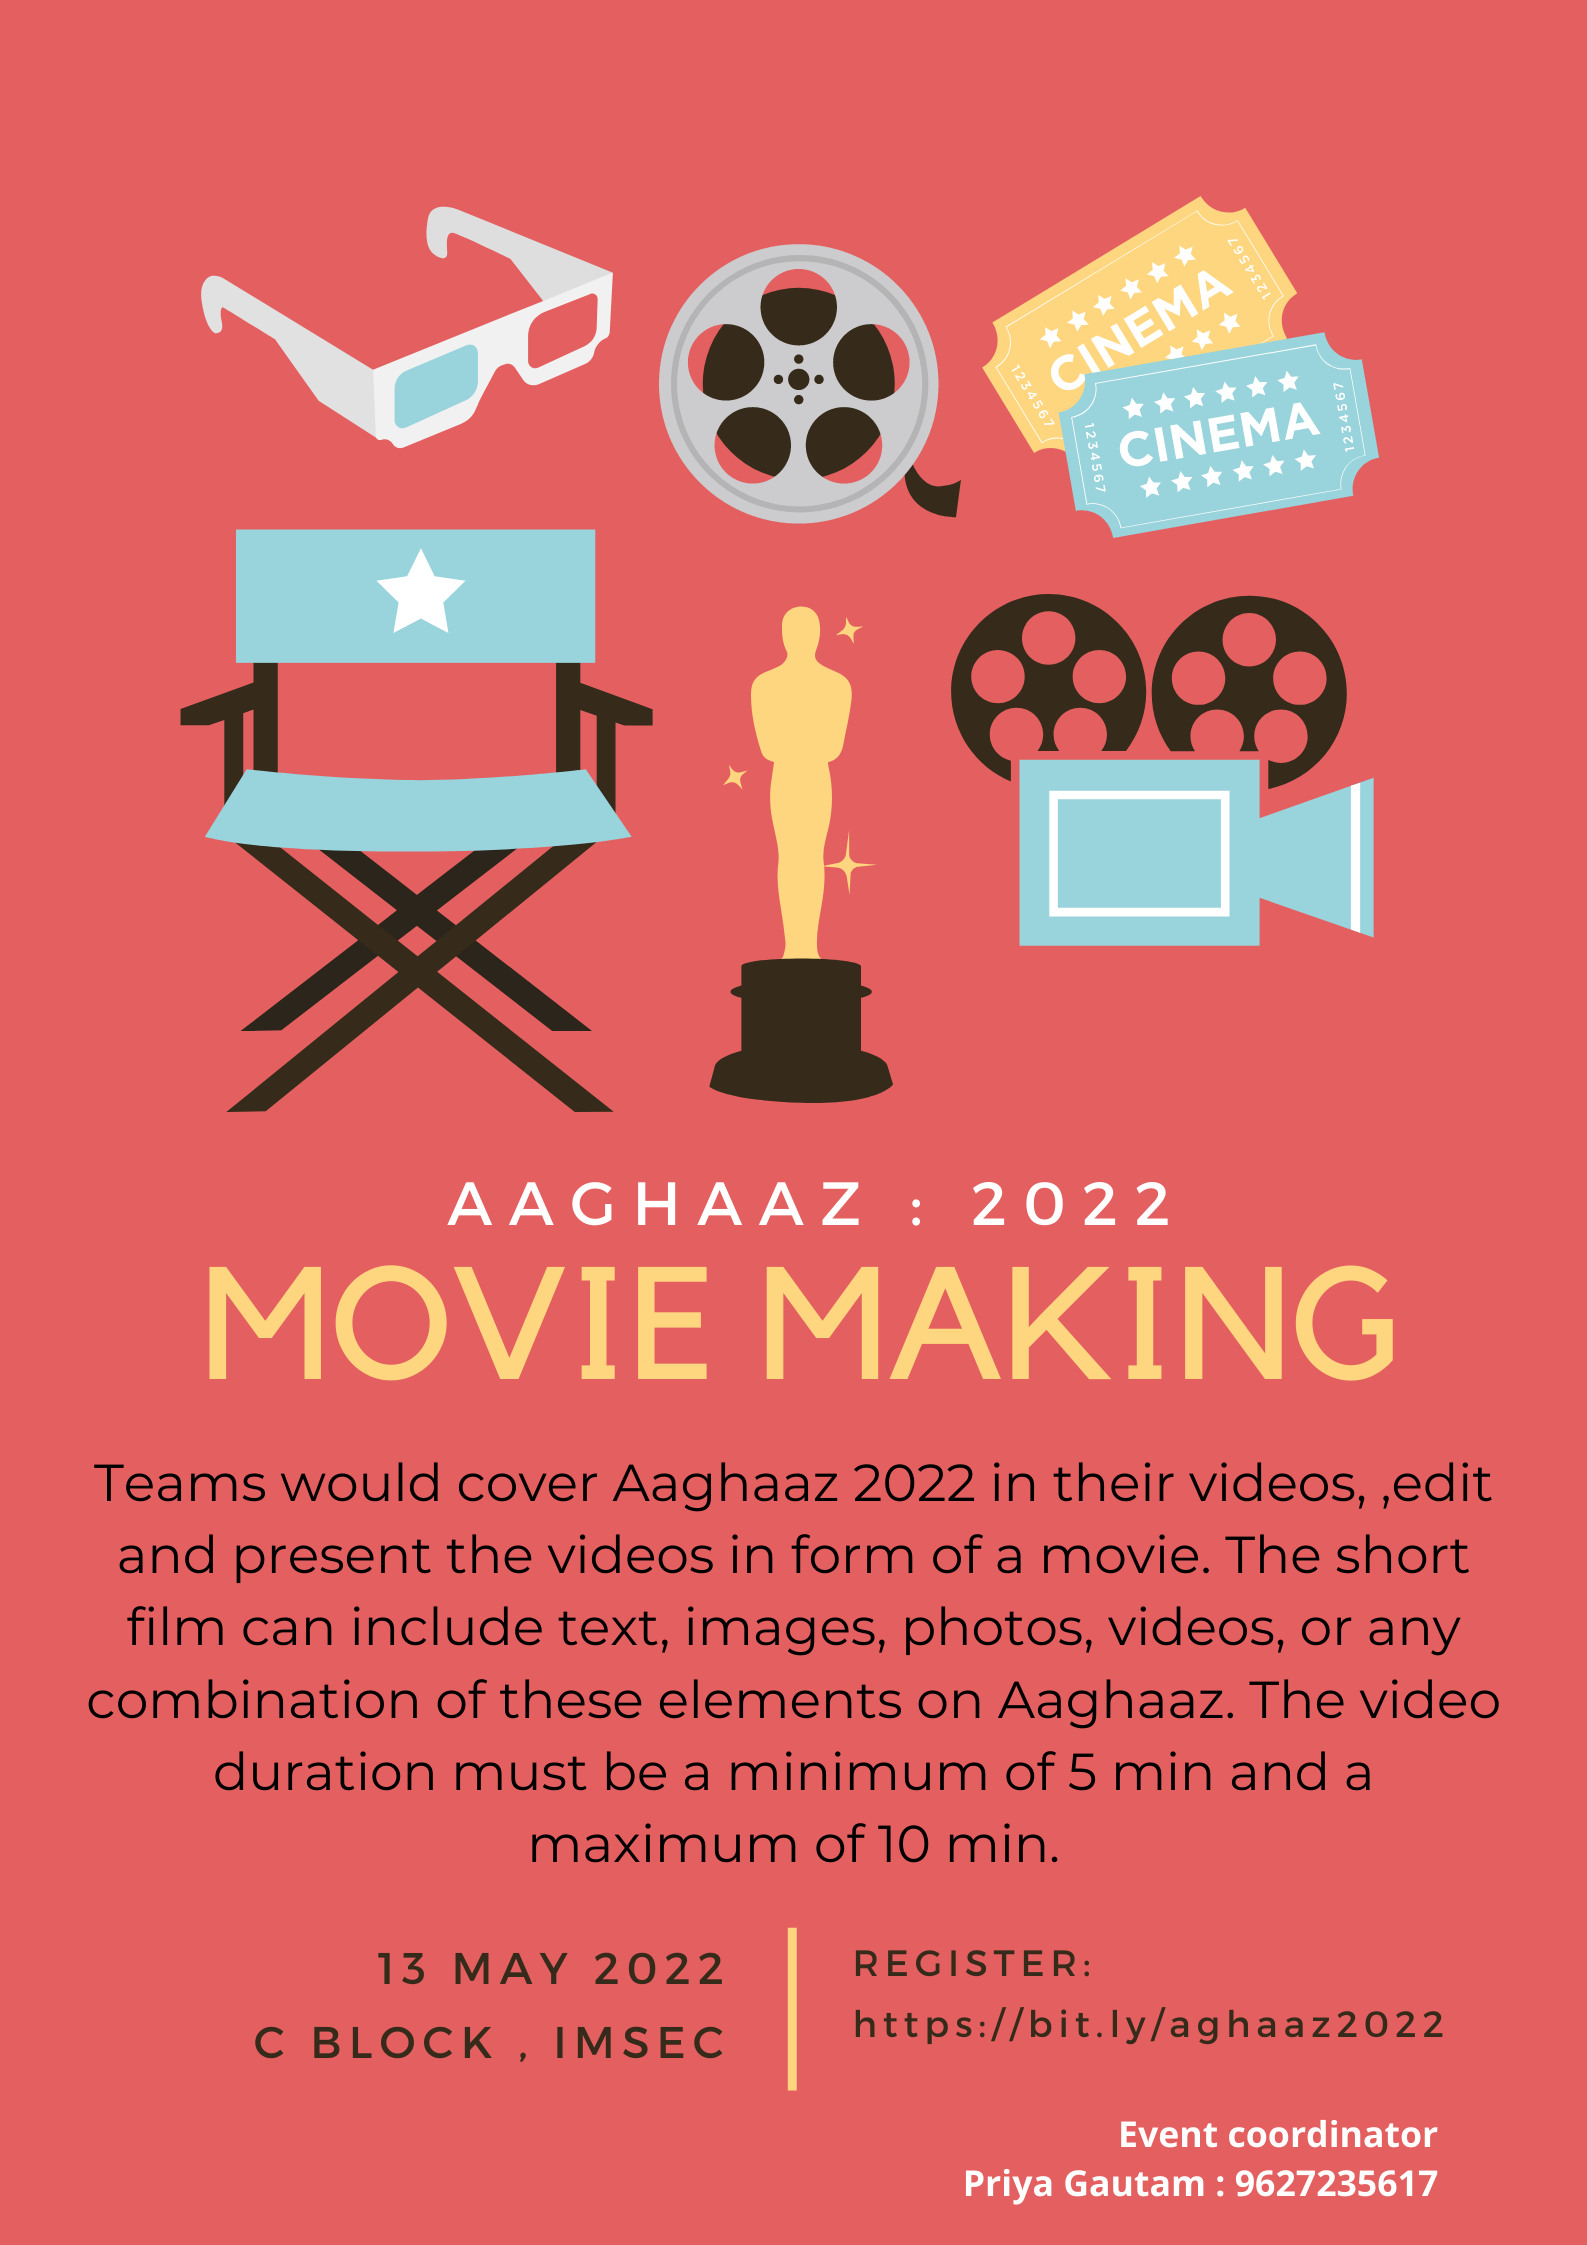 CINEMA
1234567
1234567
CINEMA
1234567
1234567
AAGHAAZ : 2022
MOVIE MAKING
Teams would cover Aaghaaz 2022 in their videos, ,edit
and present the videos in form of a movie. The short
film can include text, images, photos, videos, or any
combination of these elements on Aaghaaz. The video
duration must be a minimum of 5 min and a
maximum of 10 min.
13 MAY 2022
C BLOCK , IMSEC
REGISTER:
https://bit.ly/aghaaz2022
Event coordinator
Priya Gautam : 9627235617